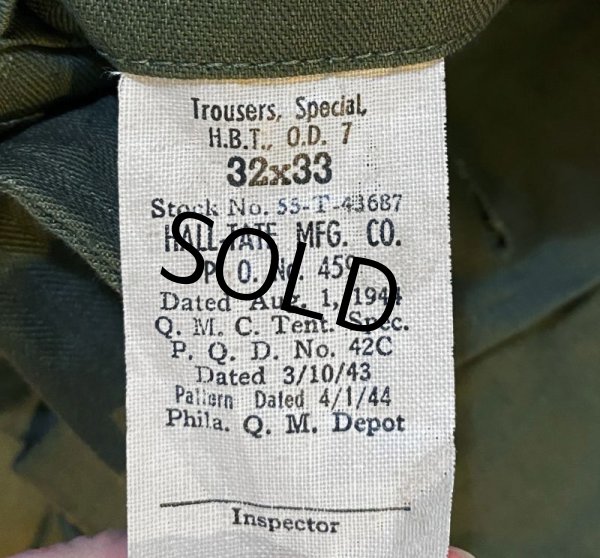 Trousers, Special,
H.B.T., O.D. 7
32x33
Stock No. 55-T-43687
HALL-TATE MFG. CO.
P. O. No. 459
Dated Aug. 1, 1944
Q. M. C. Tent. Spec.
P. Q. D. No. 42C
Dated 3/10/43
Pattern Dated 4/1/44
Phila. Q. M. Depot
Inspector
SOLD